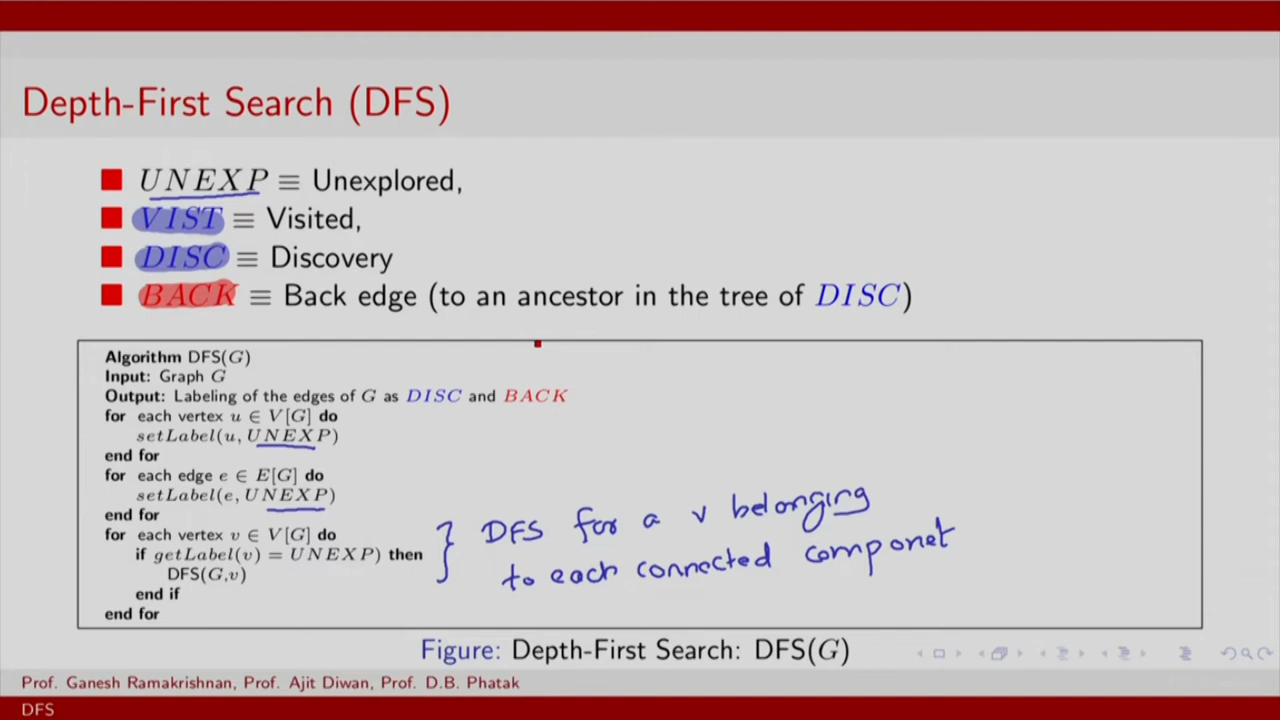 Depth-First Search (DFS)
UNEXP ≡ Unexplored,
VIST ≡ Visited,
DISC ≡ Discovery
BACK ≡ Back edge (to an ancestor in the tree of DISC)
Algorithm DFS(G)
Input: Graph G
Output: Labeling of the edges of G as DISC and BACK
for each vertex u ∈ V[G] do
setLabel(u, UNEXP)
end for
for each edge e ∈ E[G] do
setLabel(e, UNEXP)
end for
for each vertex v ∈ V[G] do
if getLabel(v) = UNEXP) then
DFS(G,v)
end if
end for
DFS for a v belonging
to each connected componet
Figure: Depth-First Search: DFS(G)
Prof. Ganesh Ramakrishnan, Prof. Ajit Diwan, Prof. D.B. Phatak
DFS